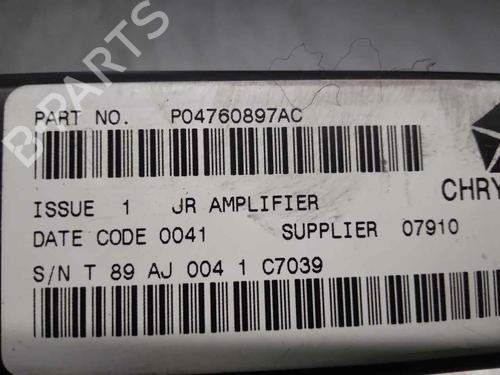 B-PARTS
PART NO. P04760897AC
CHRY
ISSUE 1 JR AMPLIFIER
DATE CODE 0041 SUPPLIER 07910
S/N T 89 AJ 004 1 C7039